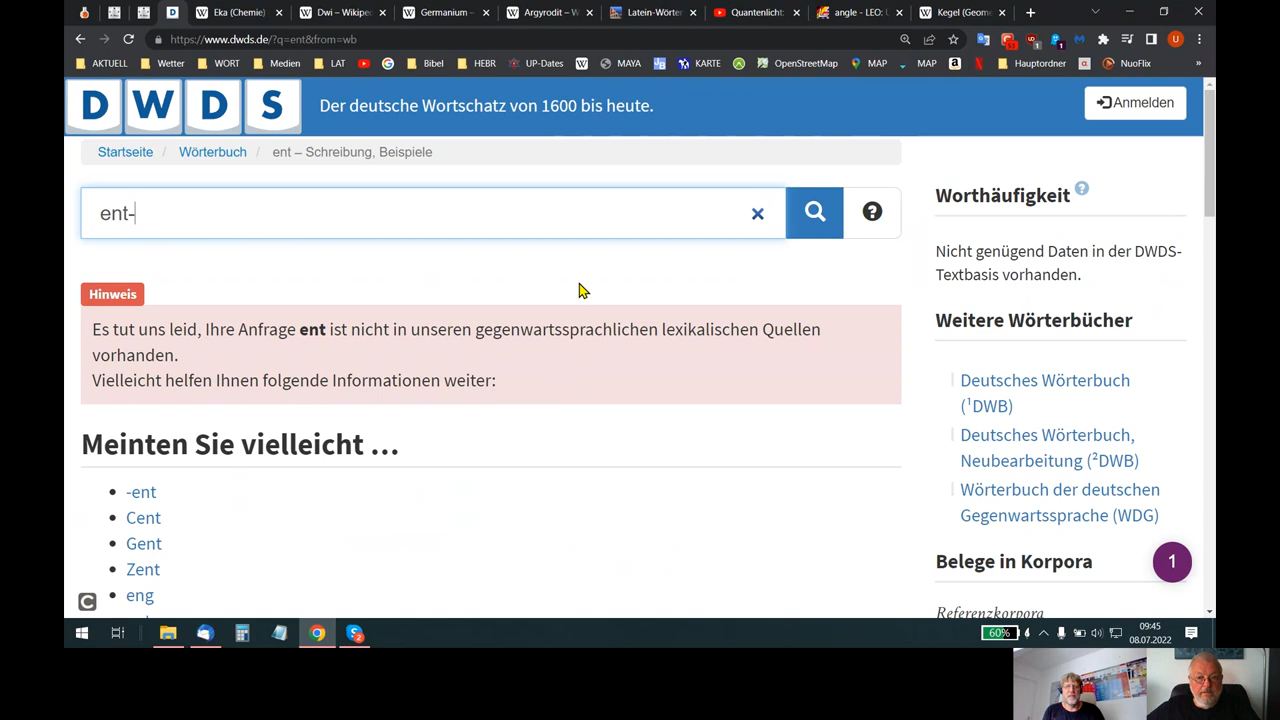 Eka (Chemie)
Dwi – Wikipe
Germanium –
Argyrodit – W
Latein-Wörter
Quantenlicht
angle - LEO: U
Kegel (Geome
https://www.dwds.de/?q=ent&from=wb
AKTUELL
Wetter
WORT
Medien
LAT
Bibel
HEBR
UP-Dates
MAYA
KARTE
OpenStreetMap
MAP
MAP
Hauptordner
NuoFlix
»
D W D S
Der deutsche Wortschatz von 1600 bis heute.
Anmelden
Startseite / Wörterbuch / ent – Schreibung, Beispiele
ent-
Hinweis
Es tut uns leid, Ihre Anfrage ent ist nicht in unseren gegenwartssprachlichen lexikalischen Quellen
vorhanden.
Vielleicht helfen Ihnen folgende Informationen weiter:
Meinten Sie vielleicht ...
-ent
Cent
Gent
Zent
eng
Worthäufigkeit
Nicht genügend Daten in der DWDS-
Textbasis vorhanden.
Weitere Wörterbücher
Deutsches Wörterbuch
(¹DWB)
Deutsches Wörterbuch,
Neubearbeitung (²DWB)
Wörterbuch der deutschen
Gegenwartssprache (WDG)
Belege in Korpora
1
Referenzkorpora
60%
09:45
08.07.2022